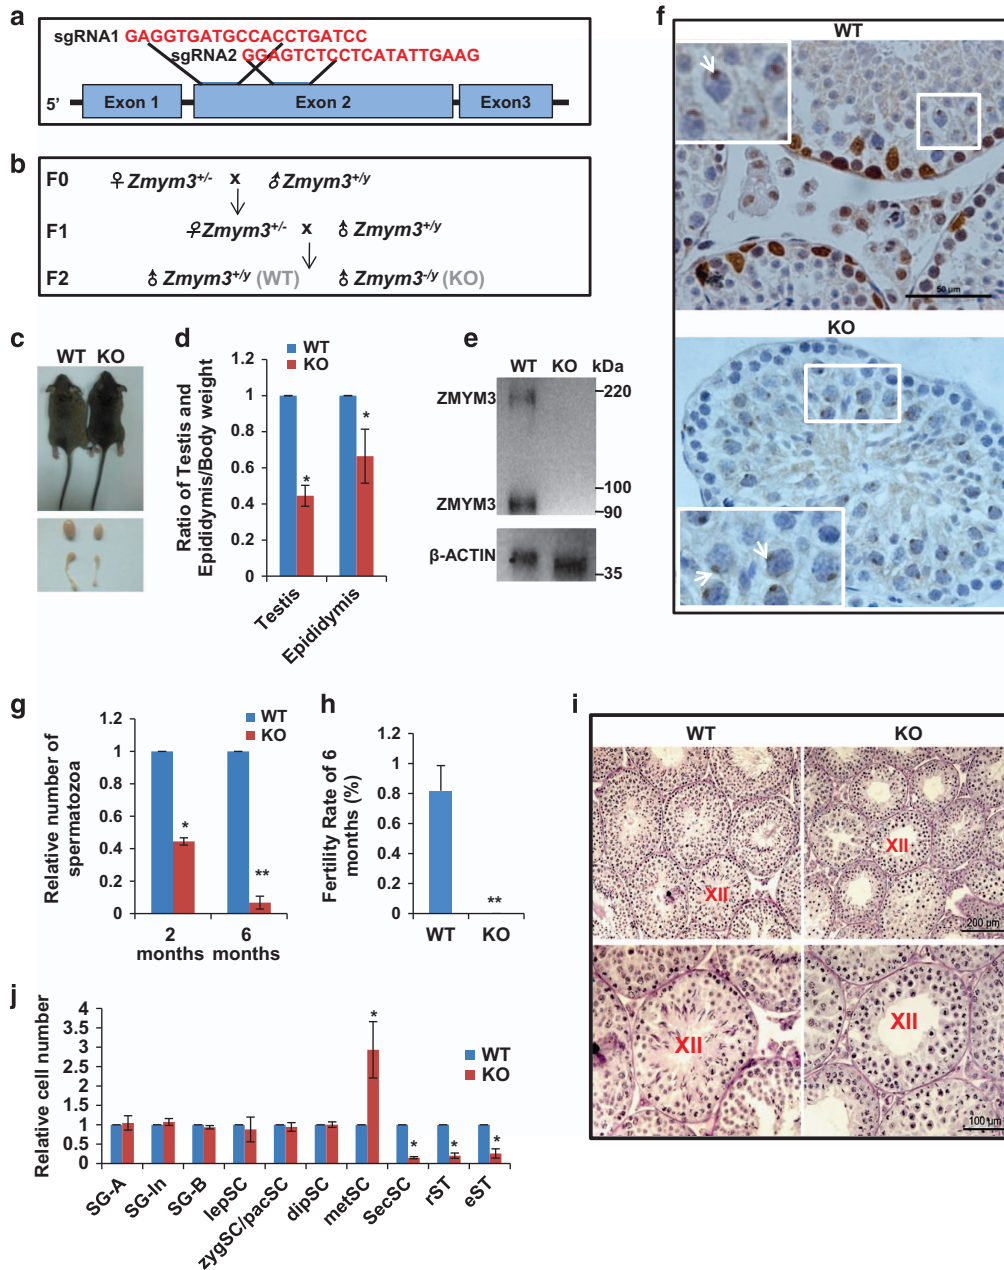 a
sgRNA1 GAGGTGATGCCACCTGATCC
sgRNA2 GGAGTCTCCTCATATTGAAG
5’ Exon 1 Exon 2 Exon3
b
F0 ♀Zmym3+/- x ♂Zmym3+/y
F1 ♀Zmym3+/- x ♂Zmym3+/y
F2 ♂Zmym3+/y (WT) ♂Zmym3-/y (KO)
c
WT KO
d
Ratio of Testis and
Epididymis/Body weight
1.2
1
0.8
0.6
0.4
0.2
0
WT
KO
*
*
Testis
Epididymis
e
WT KO kDa
ZMYM3 220
100
ZMYM3 90
β-ACTIN
35
f
WT
50 µm
KO
g
Relative number of
spermatozoa
1.2
1
0.8
0.6
0.4
0.2
0
WT
KO
*
**
2
months
6
months
h
Fertility Rate of 6
months (%)
1.2
1
0.8
0.6
0.4
0.2
0
**
WT KO
i
WT KO
XII
XII
200 µm
XII
XII
100 µm
j
Relative cell number
4
3.5
3
2.5
2
1.5
1
0.5
0
WT
KO
*
*
*
*
SG-A
SG-In
SG-B
lepSC
zygSC/pacSC
dipSC
metSC
SecSC
rST
eST